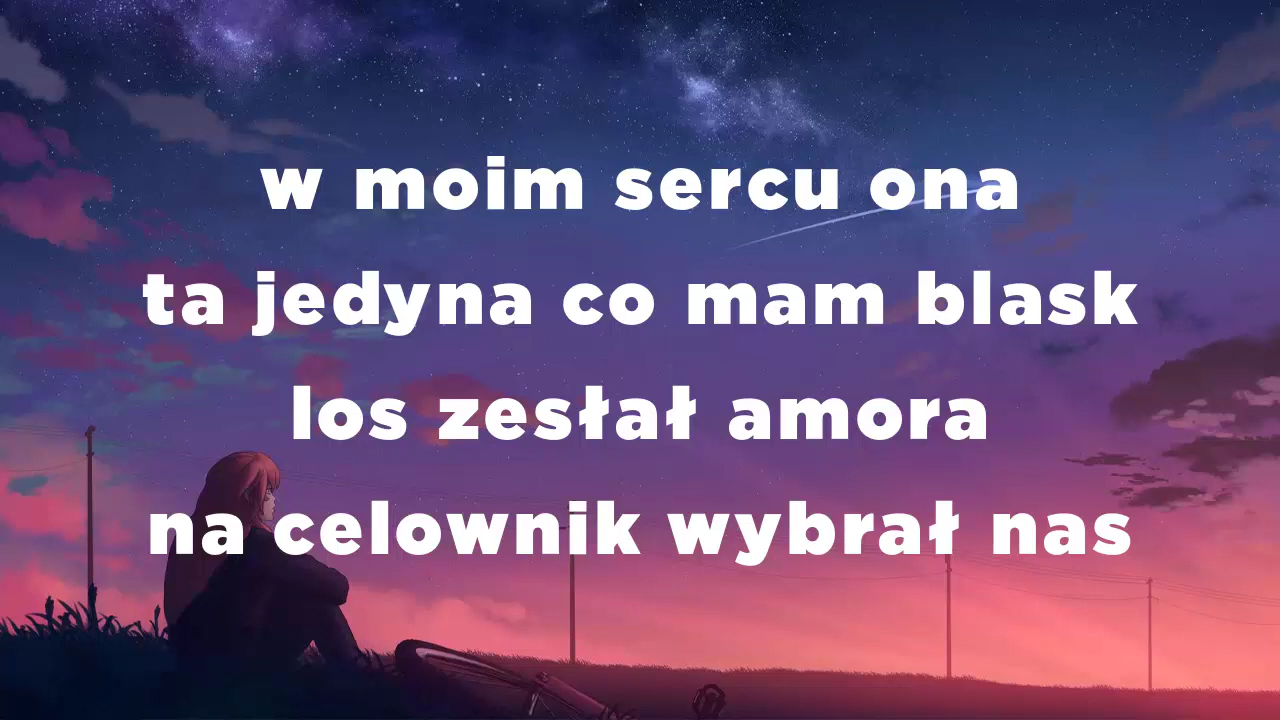 w moim sercu ona
ta jedyna co mam blask
los zesłał amora
na celownik wybrał nas